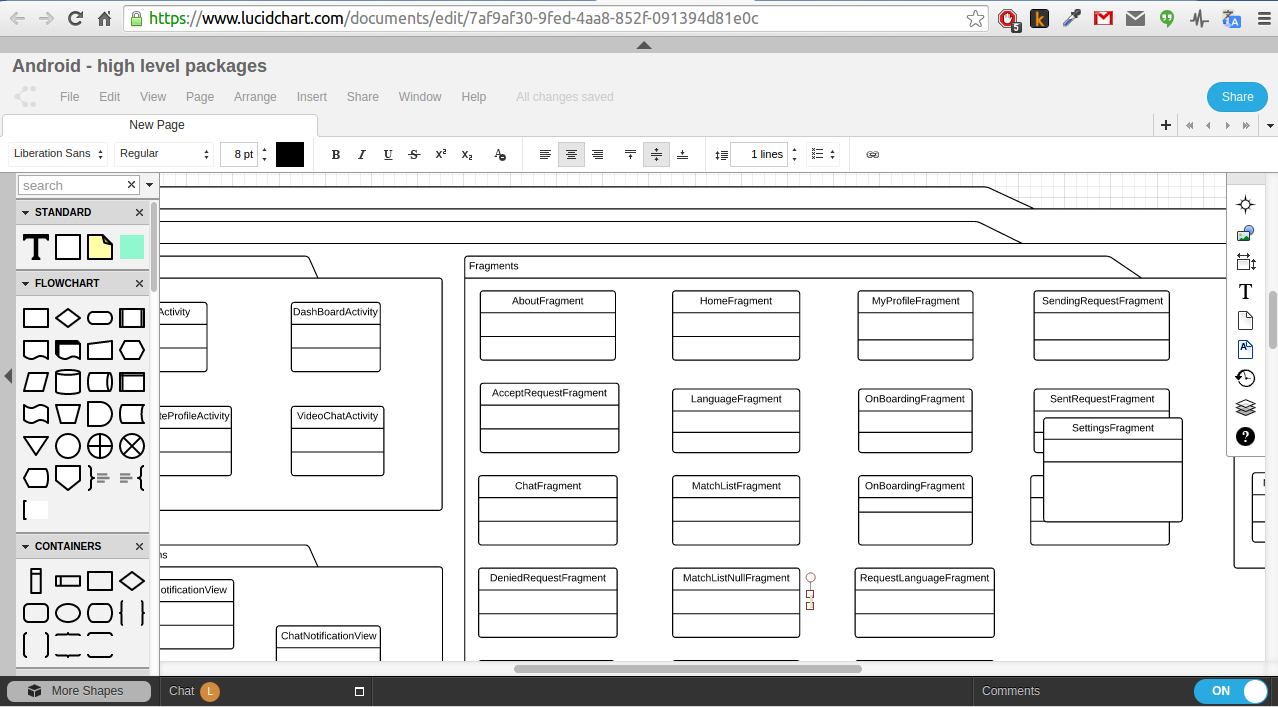 https://www.lucidchart.com/documents/edit/7af9af30-9fed-4aa8-852f-091394d81e0c
5
k
Android - high level packages
File Edit View Page Arrange Insert Share Window Help All changes saved
Share
New Page
Liberation Sans Regular 8 pt B I U S X² X₂ 1 lines
search
STANDARD
T
FLOWCHART
CONTAINERS
More Shapes
Activity
DashBoardActivity
teProfileActivity
VideoChatActivity
ns
otificationView
ChatNotificationView
Fragments
AboutFragment HomeFragment MyProfileFragment SendingRequestFragment
AcceptRequestFragment LanguageFragment OnBoardingFragment SentRequestFragment
SettingsFragment
ChatFragment MatchListFragment OnBoardingFragment
DeniedRequestFragment MatchListNullFragment RequestLanguageFragment
T
A
?
Chat L
Comments
ON